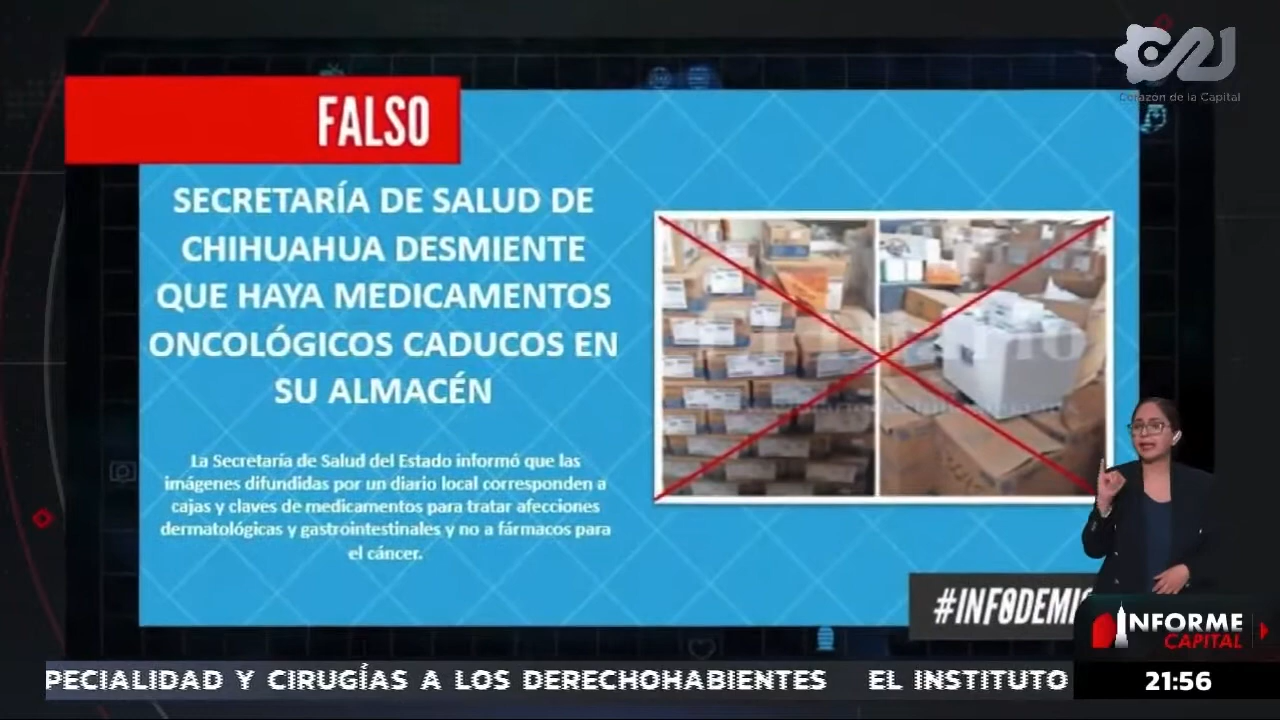 C21
Corazón de la Capital
FALSO
SECRETARÍA DE SALUD DE
CHIHUAHUA DESMIENTE
QUE HAYA MEDICAMENTOS
ONCOLÓGICOS CADUCOS EN
SU ALMACÉN
La Secretaría de Salud del Estado informó que las
imágenes difundidas por un diario local corresponden a
cajas y claves de medicamentos para tratar afecciones
dermatológicas y gastrointestinales y no a fármacos para
el cáncer.
#INFODEMI
INFORME
CAPITAL
PECIALIDAD Y CIRUGÍAS A LOS DERECHOHABIENTES EL INSTITUTO
21:56